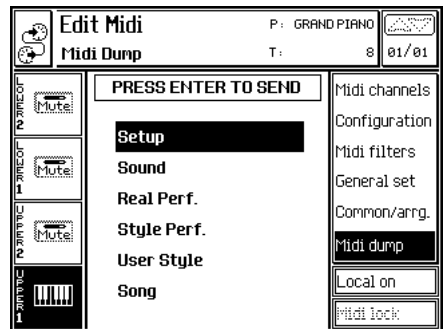 Edit Midi
P: GRAND PIANO
Midi Dump
T: 8
01/01
LOWER 2
Mute
LOWER 1
Mute
UPPER 2
Mute
UPPER 1
PRESS ENTER TO SEND
Setup
Sound
Real Perf.
Style Perf.
User Style
Song
Midi channels
Configuration
Midi filters
General set
Common/arrg.
Midi dump
Local on
Midi lock